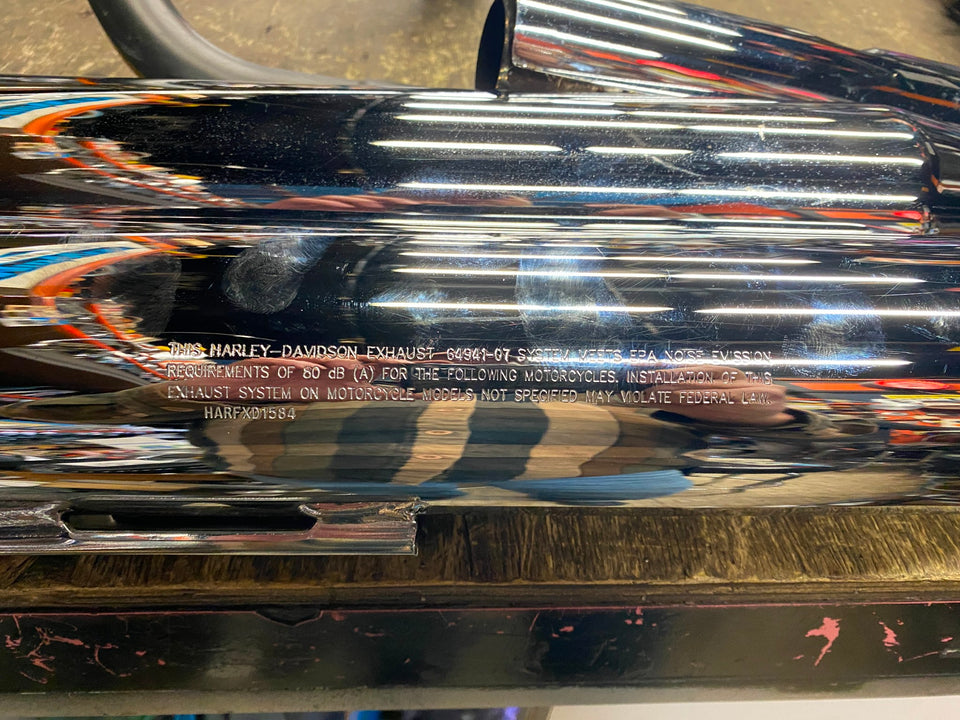 THIS HARLEY-DAVIDSON EXHAUST 64941-07 SYSTEM MEETS EPA NOISE EMISSION
REQUIREMENTS OF 80 dB (A) FOR THE FOLLOWING MOTORCYCLES. INSTALLATION OF THIS
EXHAUST SYSTEM ON MOTORCYCLE MODELS NOT SPECIFIED MAY VIOLATE FEDERAL LAW.
HARFXD1584